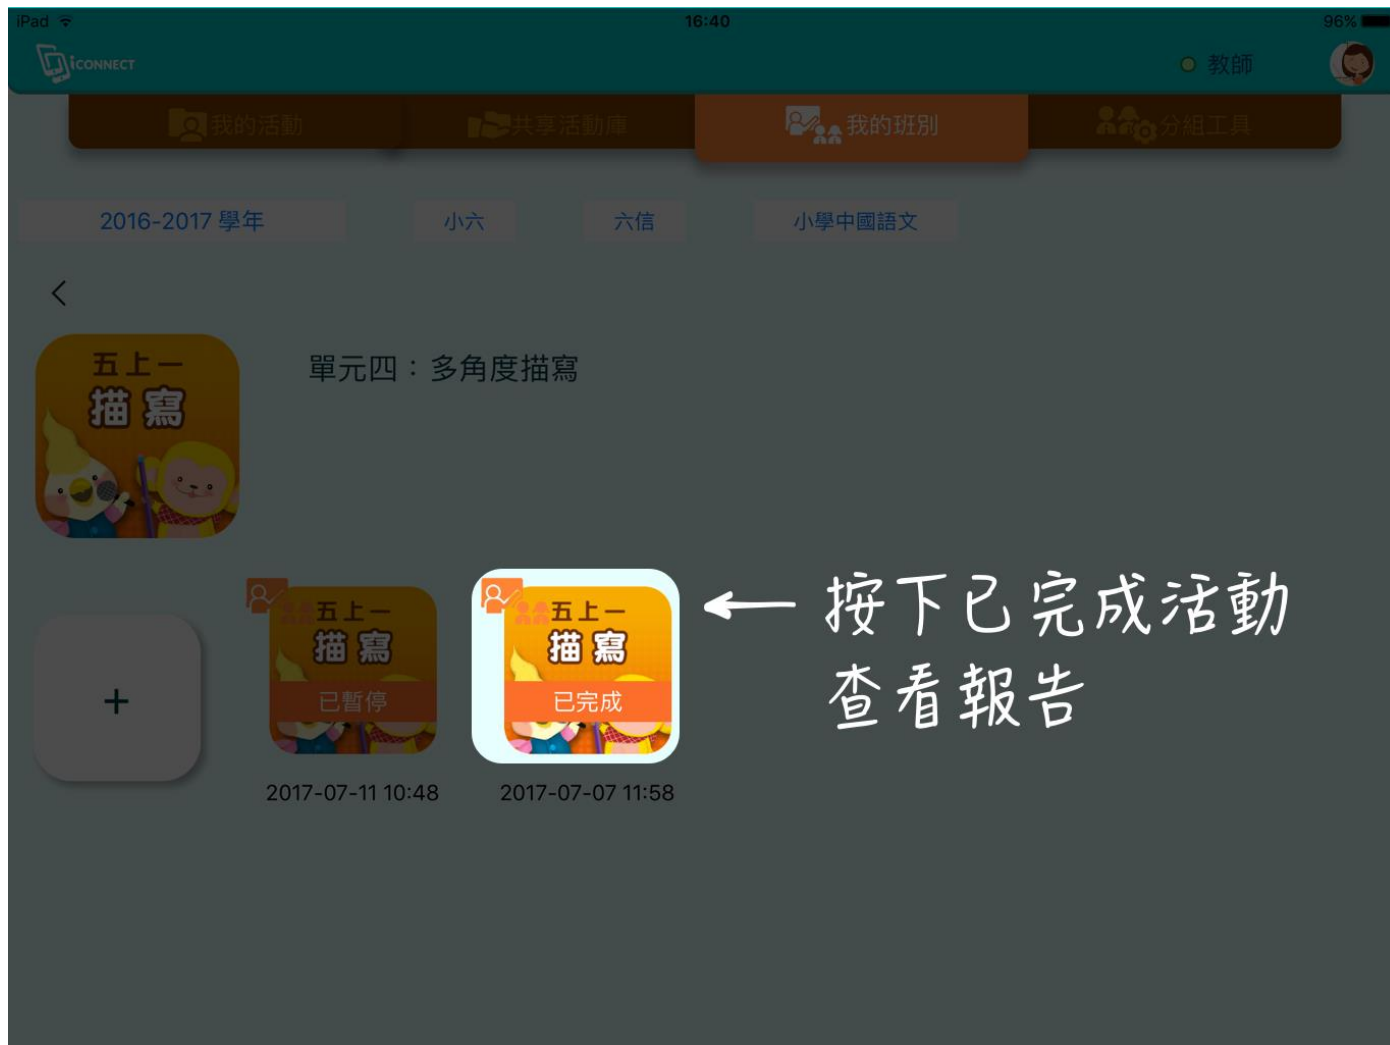 iPad 16:40 96%
iCONNECT
教師
我的活動 共享活動庫 我的班別 分組工具
2016-2017 學年 小六 六信 小學中國語文
五上一
描寫
單元四：多角度描寫
五上一
描寫
已暫停
2017-07-11 10:48
五上一
描寫
已完成
2017-07-07 11:58
+
按下已完成活動
查看報告